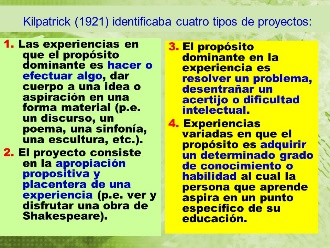 Kilpatrick (1921) identificaba cuatro tipos de proyectos:
1. Las experiencias en
que el propósito
dominante es hacer o
efectuar algo, dar
cuerpo a una idea o
aspiración en una
forma material (p.e.
un discurso, un
poema, una sinfonía,
una escultura, etc.).
2. El proyecto consiste
en la apropiación
propositiva y
placentera de una
experiencia (p.e. ver y
disfrutar una obra de
Shakespeare).
3. El propósito
dominante en la
experiencia es
resolver un problema,
desentrañar un
acertijo o dificultad
intelectual.
4. Experiencias
variadas en que el
propósito es adquirir
un determinado grado
de conocimiento o
habilidad al cual la
persona que aprende
aspira en un punto
específico de su
educación.